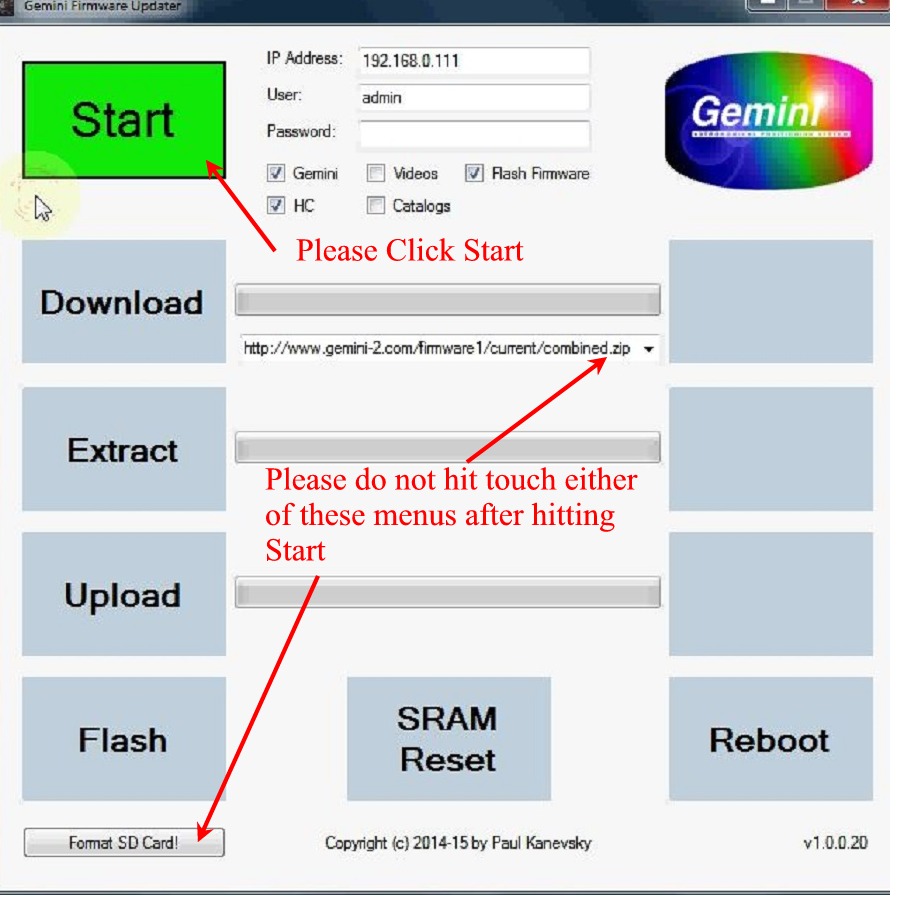 Gemini Firmware Updater
Start
IP Address: 192.168.0.111
User: admin
Password:
Gemini Videos Flash Firmware
HC Catalogs
Gemini
Please Click Start
Download
http://www.gemini-2.com/firmware1/current/combined.zip
Extract
Please do not hit touch either
of these menus after hitting
Start
Upload
Flash
SRAM
Reset
Reboot
Format SD Card!
Copyright (c) 2014-15 by Paul Kanevsky
v1.0.0.20